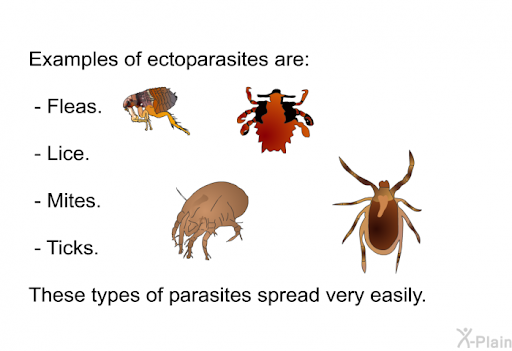 Examples of ectoparasites are:
- Fleas.
- Lice.
- Mites.
- Ticks.
These types of parasites spread very easily.
X-Plain